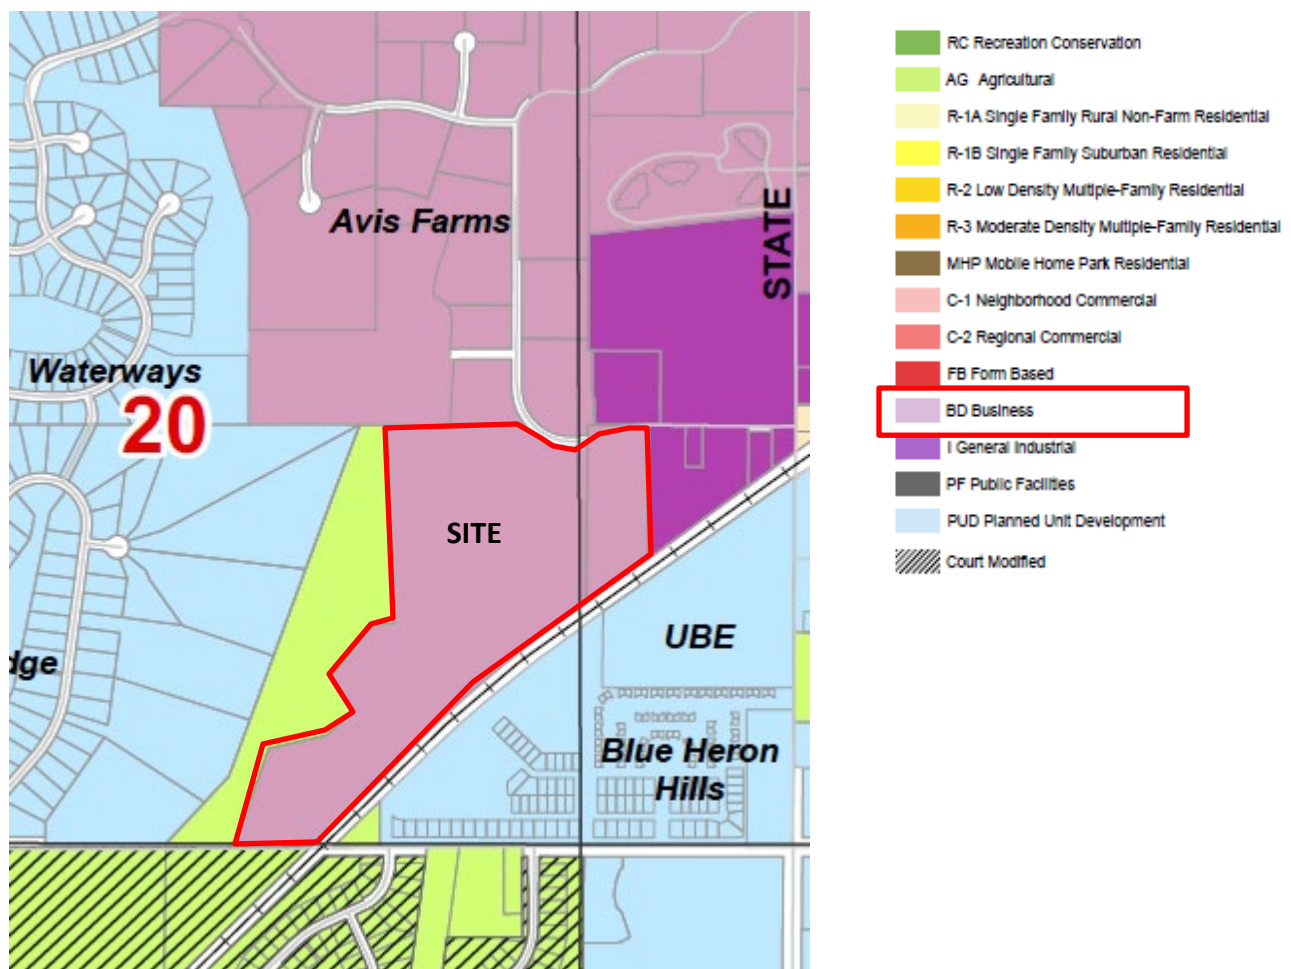 Avis Farms
STATE
Waterways
20
SITE
dge
UBE
Blue Heron
Hills
RC Recreation Conservation
AG Agricultural
R-1A Single Family Rural Non-Farm Residential
R-1B Single Family Suburban Residential
R-2 Low Density Multiple-Family Residential
R-3 Moderate Density Multiple-Family Residential
MHP Mobile Home Park Residential
C-1 Neighborhood Commercial
C-2 Regional Commercial
FB Form Based
BD Business
I General Industrial
PF Public Facilities
PUD Planned Unit Development
Court Modified